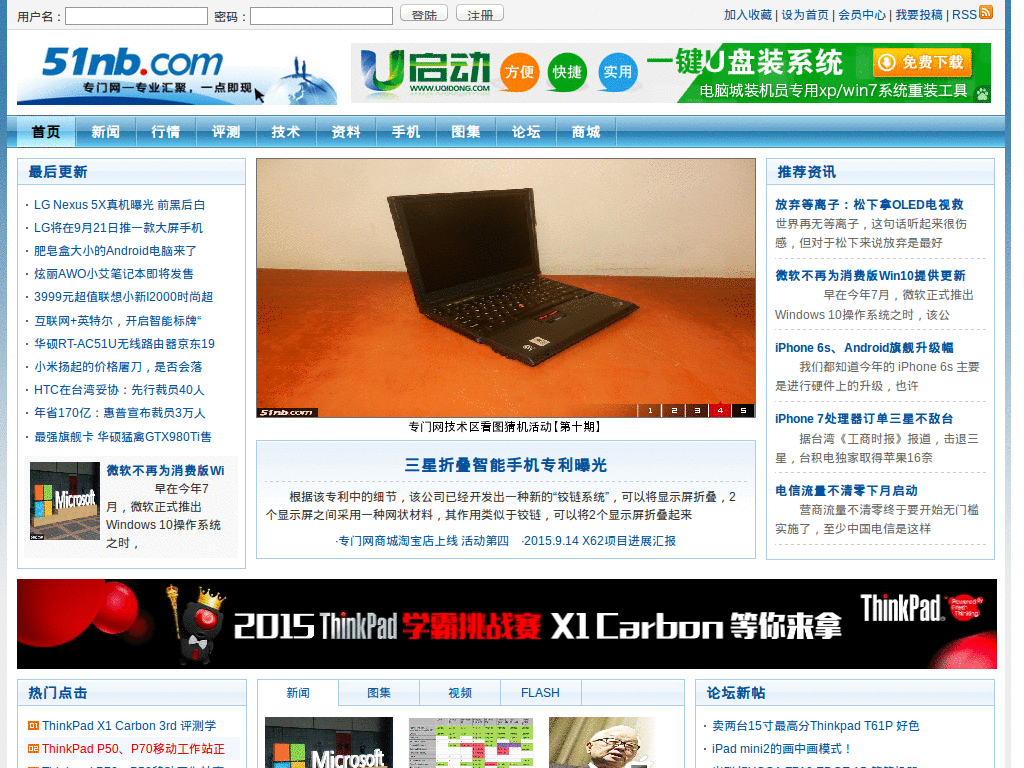 用户名： 密码： 登陆 注册
加入收藏 | 设为首页 | 会员中心 | 我要投稿 | RSS
51nb.com
专门网—专业汇聚，一点即现
U启动
WWW.UQIDONG.COM
方便 快捷 实用
一键U盘装系统
免费下载
电脑城装机员专用xp/win7系统重装工具
首页 新闻 行情 评测 技术 资料 手机 图集 论坛 商城
最后更新
· LG Nexus 5X真机曝光 前黑后白
· LG将在9月21日推一款大屏手机
· 肥皂盒大小的Android电脑来了
· 炫丽AWO小艾笔记本即将发售
· 3999元超值联想小新I2000时尚超
· 互联网+英特尔，开启智能标牌“
· 华硕RT-AC51U无线路由器京东19
· 小米扬起的价格屠刀，是否会落
· HTC在台湾妥协：先行裁员40人
· 年省170亿：惠普宣布裁员3万人
· 最强旗舰卡 华硕猛禽GTX980Ti售
Microsoft
微软不再为消费版Wi
早在今年7
月，微软正式推出
Windows 10操作系统
之时，
51nb.com
1 2 3 4 5
专门网技术区看图猜机活动【第十期】
三星折叠智能手机专利曝光
根据该专利中的细节，该公司已经开发出一种新的“铰链系统”，可以将显示屏折叠，2
个显示屏之间采用一种网状材料，其作用类似于铰链，可以将2个显示屏折叠起来
·专门网商城淘宝店上线 活动第四 ·2015.9.14 X62项目进展汇报
推荐资讯
放弃等离子：松下拿OLED电视救
世界再无等离子，这句话听起来很伤
感，但对于松下来说放弃是最好
微软不再为消费版Win10提供更新
早在今年7月，微软正式推出
Windows 10操作系统之时，该公
iPhone 6s、Android旗舰升级幅
我们都知道今年的 iPhone 6s 主要
是进行硬件上的升级，也许
iPhone 7处理器订单三星不敌台
据台湾《工商时报》报道，击退三
星，台积电独家取得苹果16奈
电信流量不清零下月启动
营商流量不清零终于要开始无门槛
实施了，至少中国电信是这样
2015 ThinkPad 学霸挑战赛 X1 Carbon 等你来拿
ThinkPad
Powered By Fresh Thinking!
热门点击
01 ThinkPad X1 Carbon 3rd 评测学
02 ThinkPad P50、P70移动工作站正
新闻 图集 视频 FLASH
Microsoft
论坛新帖
· 卖两台15寸最高分Thinkpad T61P 好色
· iPad mini2的画中画模式！